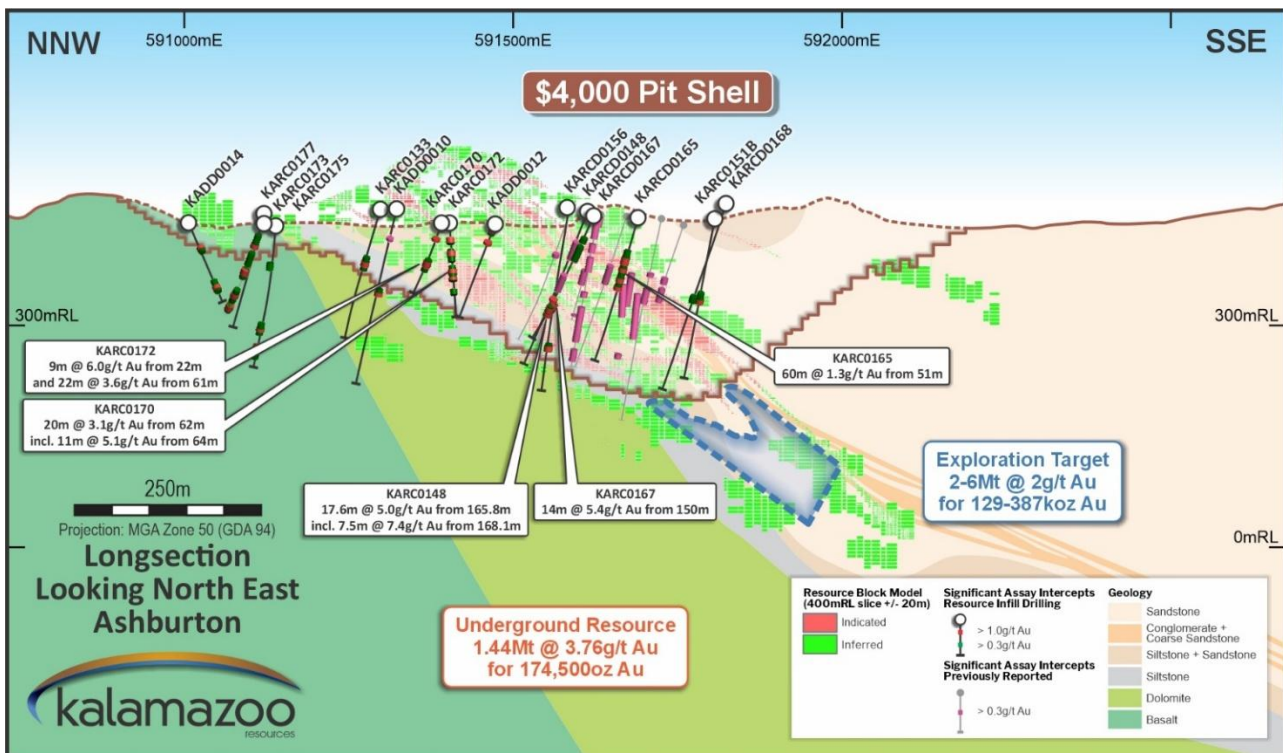 NNW
591000mE
591500mE
592000mE
SSE
$4,000 Pit Shell
KADD0014
KARC0177
KARC0173
KARC0175
KARC0133
KADD0010
KARC0170
KARC0172
KADD0012
KARCD0156
KARCD0148
KARCD0167
KARCD0165
KARC0151B
KARCD0168
300mRL
300mRL
KARC0172
9m @ 6.0g/t Au from 22m
and 22m @ 3.6g/t Au from 61m
KARC0170
20m @ 3.1g/t Au from 62m
incl. 11m @ 5.1g/t Au from 64m
KARC0165
60m @ 1.3g/t Au from 51m
KARC0148
17.6m @ 5.0g/t Au from 165.8m
incl. 7.5m @ 7.4g/t Au from 168.1m
KARC0167
14m @ 5.4g/t Au from 150m
Exploration Target
2-6Mt @ 2g/t Au
for 129-387koz Au
250m
Projection: MGA Zone 50 (GDA 94)
Longsection
Looking North East
Ashburton
0mRL
Underground Resource
1.44Mt @ 3.76g/t Au
for 174,500oz Au
kalamazoo
resources
Resource Block Model
(400mRL slice +/- 20m)
Indicated
Inferred
Significant Assay Intercepts
Resource Infill Drilling
> 1.0g/t Au
> 0.3g/t Au
Significant Assay Intercepts
Previously Reported
> 0.3g/t Au
Geology
Sandstone
Conglomerate +
Coarse Sandstone
Siltstone + Sandstone
Siltstone
Dolomite
Basalt